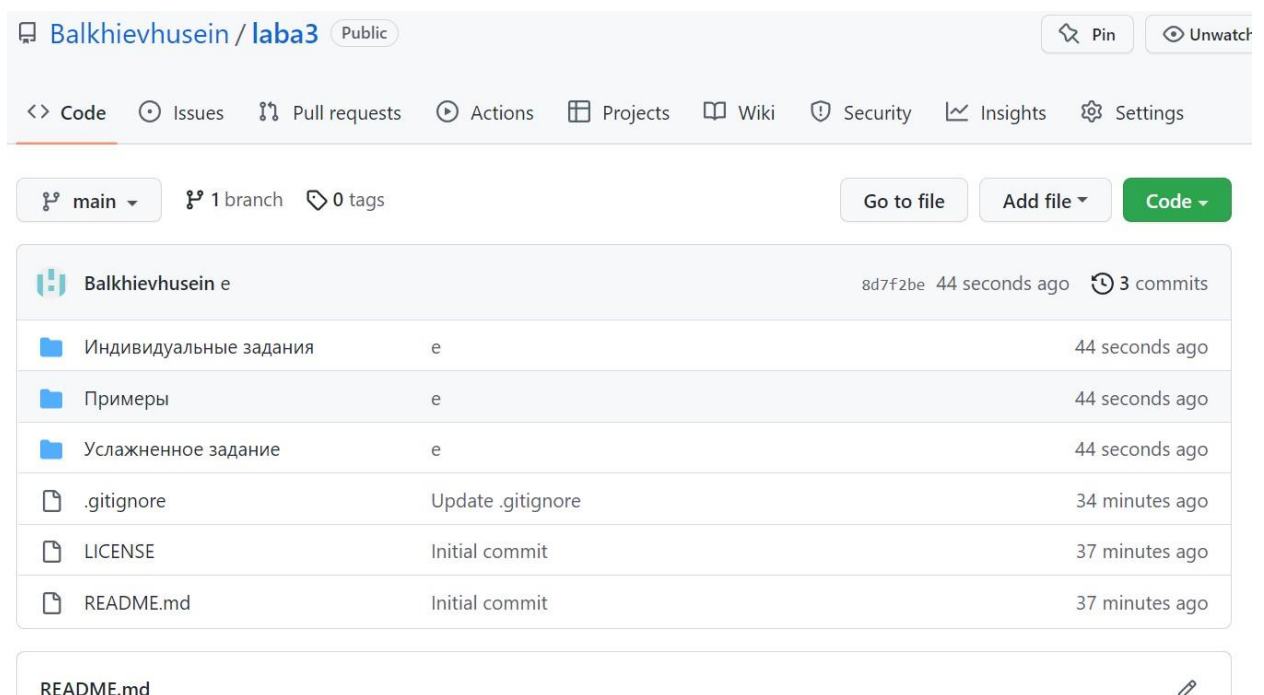 Balkhievhusein / laba3 Public Pin Unwatch
<> Code Issues Pull requests Actions Projects Wiki Security Insights Settings
main 1 branch 0 tags Go to file Add file Code
Balkhievhusein e 8d7f2be 44 seconds ago 3 commits
Индивидуальные задания e 44 seconds ago
Примеры e 44 seconds ago
Услажненное задание e 44 seconds ago
.gitignore Update .gitignore 34 minutes ago
LICENSE Initial commit 37 minutes ago
README.md Initial commit 37 minutes ago
README.md